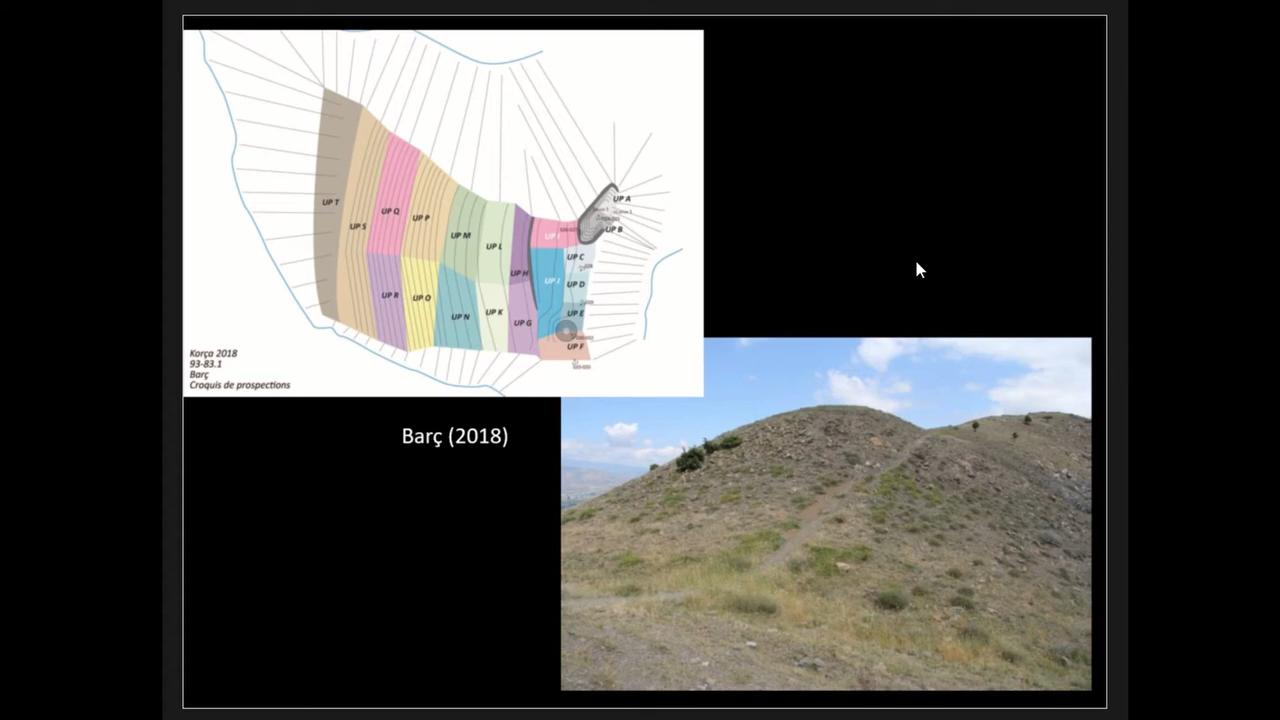 UP T
UP S
UP Q
UP P
UP M
UP L
UP H
UP I
UP A
UP B
UP C
UP D
UP E
UP F
UP R
UP O
UP N
UP K
UP G
Korça 2018
93-83.1
Barç
Croquis de prospections
Barç (2018)